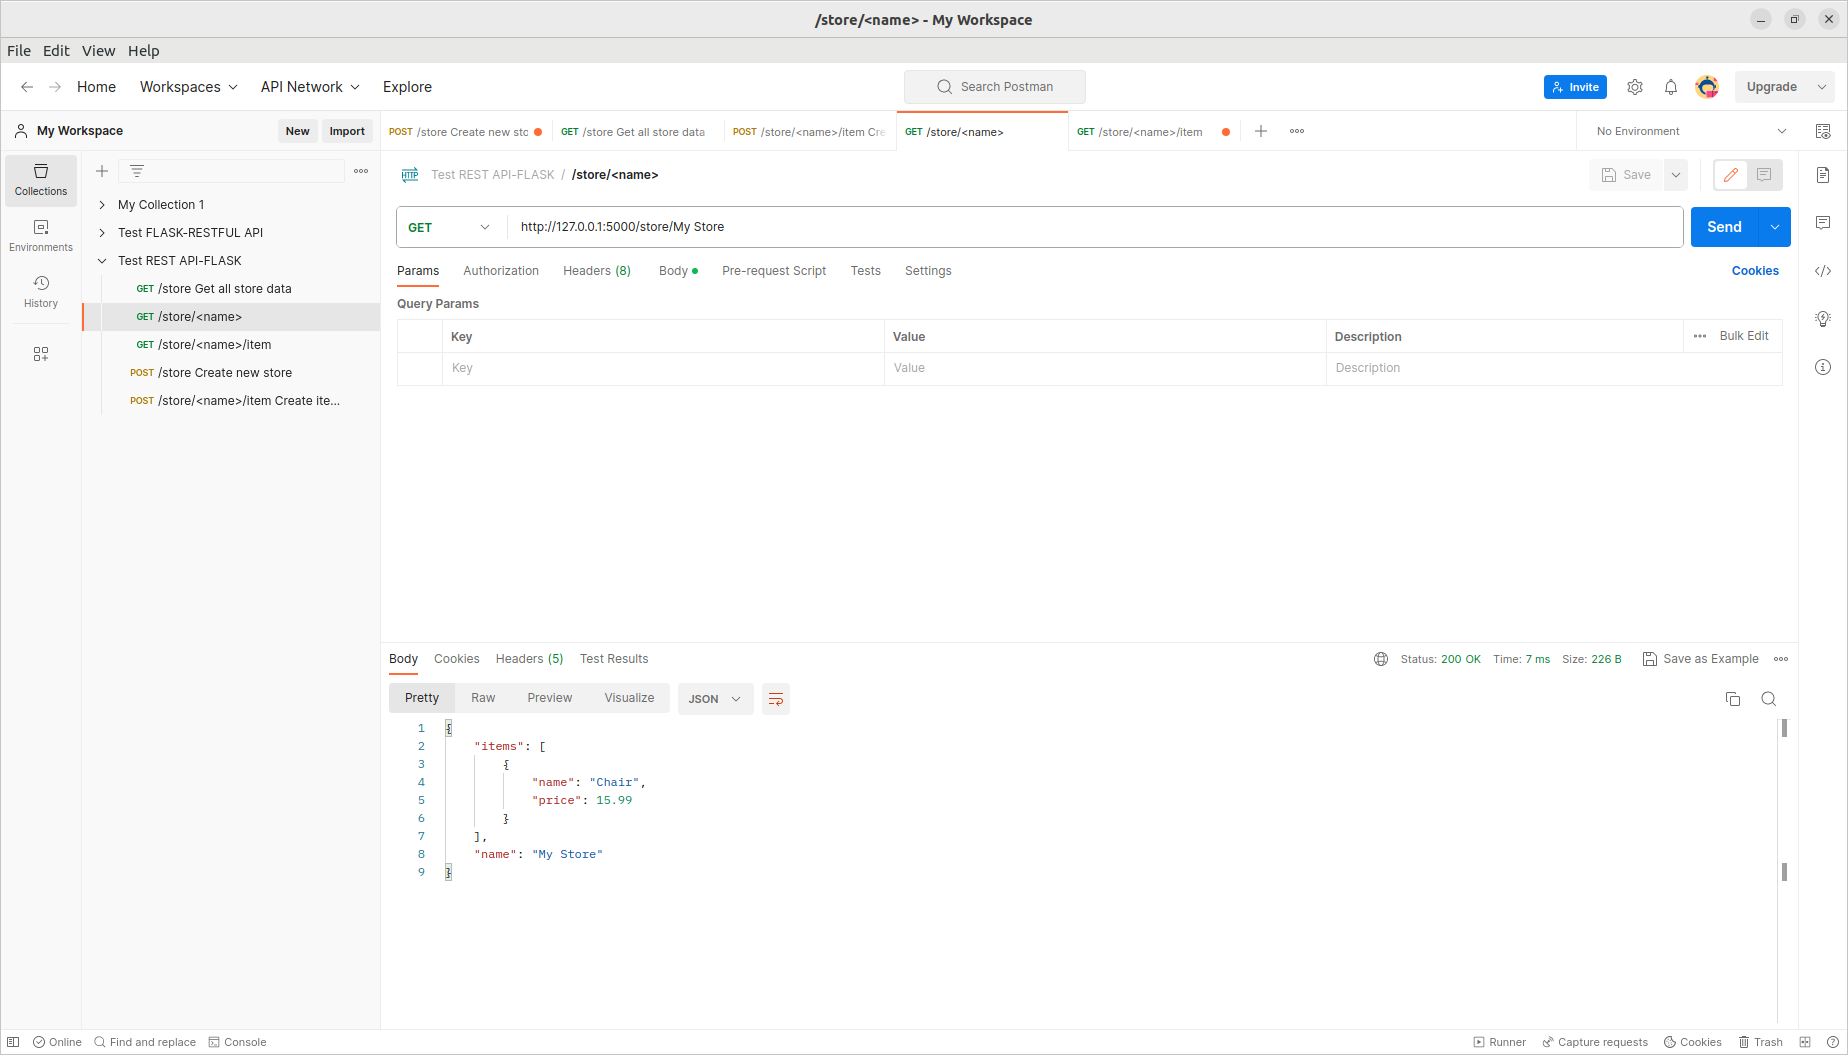 /store/<name> - My Workspace
File Edit View Help
Home Workspaces API Network Explore
Search Postman
Invite
Upgrade
My Workspace
New Import
POST /store Create new stc
GET /store Get all store data
POST /store/<name>/item Cre
GET /store/<name>
GET /store/<name>/item
No Environment
Collections
Environments
History
My Collection 1
Test FLASK-RESTFUL API
Test REST API-FLASK
GET /store Get all store data
GET /store/<name>
GET /store/<name>/item
POST /store Create new store
POST /store/<name>/item Create ite...
HTTP Test REST API-FLASK / /store/<name>
Save
GET http://127.0.0.1:5000/store/My Store
Send
Params Authorization Headers (8) Body Pre-request Script Tests Settings
Cookies
Query Params
Key Value Description Bulk Edit
Key Value Description
Body Cookies Headers (5) Test Results
Status: 200 OK Time: 7 ms Size: 226 B Save as Example
Pretty Raw Preview Visualize JSON
1 {
2 "items": [
3 {
4 "name": "Chair",
5 "price": 15.99
6 }
7 ],
8 "name": "My Store"
9 }
Online Find and replace Console
Runner Capture requests Cookies Trash